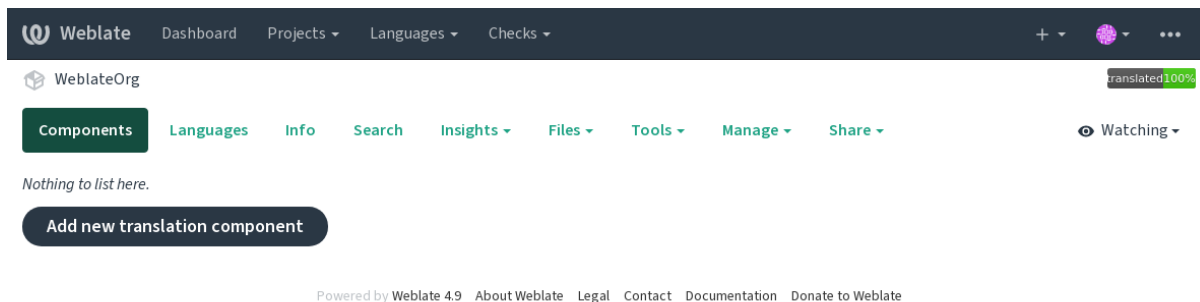 Weblate Dashboard Projects Languages Checks
WeblateOrg translated 100%
Components Languages Info Search Insights Files Tools Manage Share Watching
Nothing to list here.
Add new translation component
Powered by Weblate 4.9 About Weblate Legal Contact Documentation Donate to Weblate